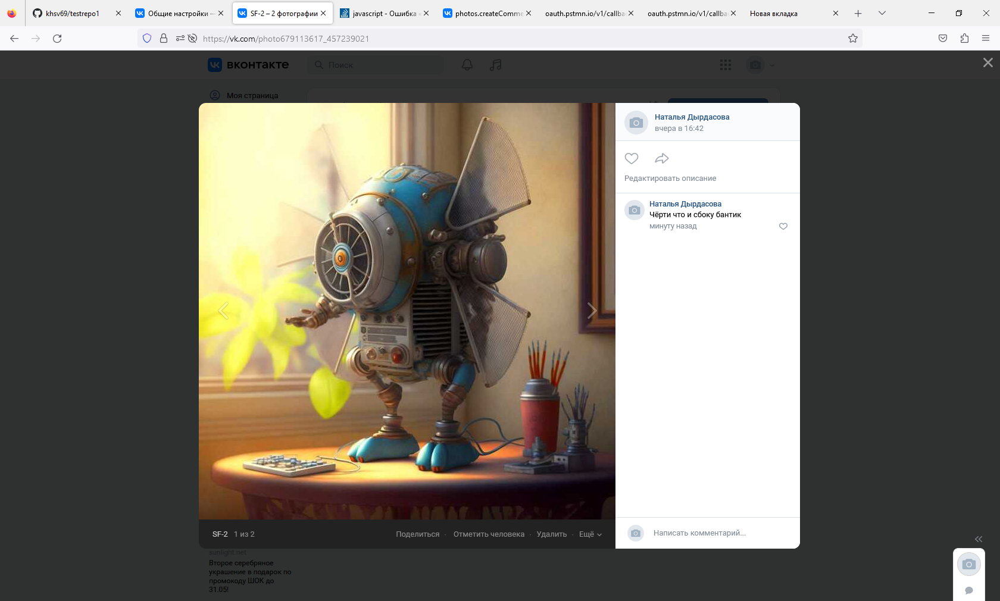 khsv69/testrepo1
Общие настройки —
SF-2 – 2 фотографии
javascript - Ошибка «
photos.createComme
oauth.pstmn.io/v1/callba
oauth.pstmn.io/v1/callba
Новая вкладка
https://vk.com/photo679113617_457239021
вконтакте
Поиск
Моя страница
Наталья Дырдасова
вчера в 16:42
Редактировать описание
Наталья Дырдасова
Чёрти что и сбоку бантик
минуту назад
SF-2 1 из 2
Поделиться · Отметить человека · Удалить · Ещё
Написать комментарий...
sunlight.net
Второе серебряное
украшение в подарок по
промокоду ШОК до
31.05!